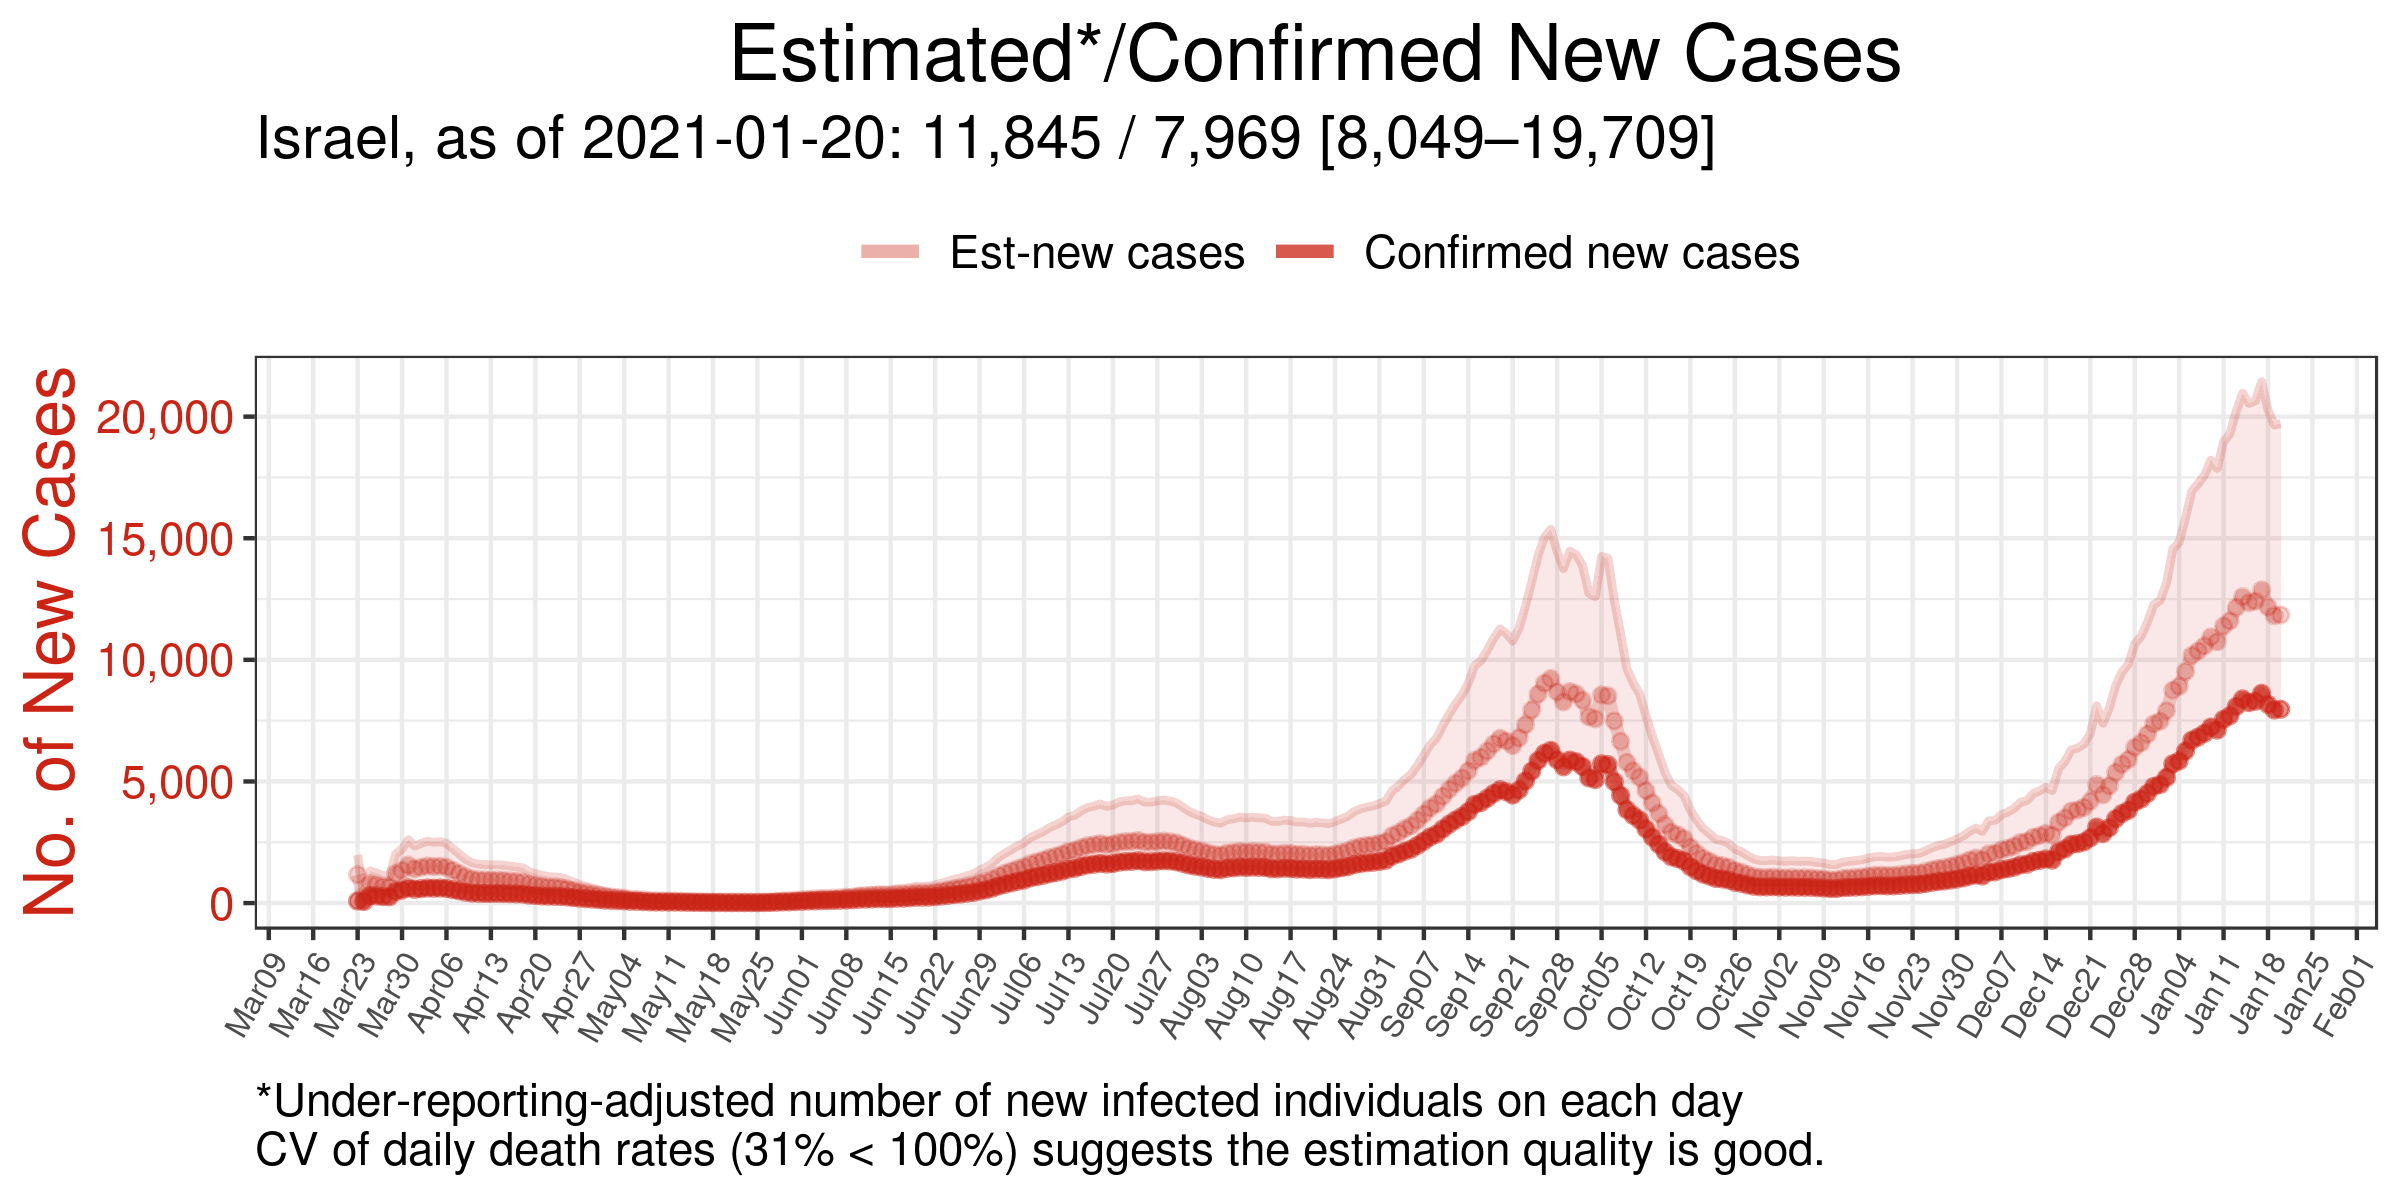 Estimated*/Confirmed New Cases
Israel, as of 2021-01-20: 11,845 / 7,969 [8,049–19,709]
Est-new cases Confirmed new cases
No. of New Cases
20,000
15,000
10,000
5,000
0
Mar09 Mar16 Mar23 Mar30 Apr06 Apr13 Apr20 Apr27 May04 May11 May18 May25 Jun01 Jun08 Jun15 Jun22 Jun29 Jul06 Jul13 Jul20 Jul27 Aug03 Aug10 Aug17 Aug24 Aug31 Sep07 Sep14 Sep21 Sep28 Oct05 Oct12 Oct19 Oct26 Nov02 Nov09 Nov16 Nov23 Nov30 Dec07 Dec14 Dec21 Dec28 Jan04 Jan11 Jan18 Jan25 Feb01
*Under-reporting-adjusted number of new infected individuals on each day
CV of daily death rates (31% < 100%) suggests the estimation quality is good.